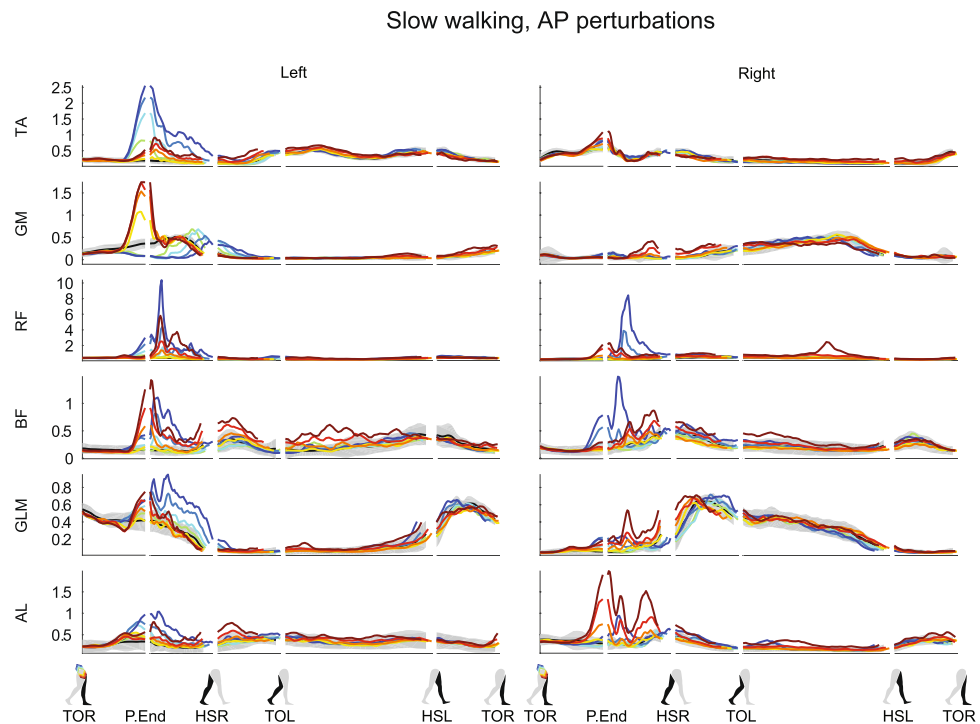 Slow walking, AP perturbations
Left
Right
TA
2.5
2
1.5
1
0.5
GM
1.5
1
0.5
0
RF
10
8
6
4
2
BF
1
0.5
0
GLM
0.8
0.6
0.4
0.2
AL
1.5
1
0.5
TOR P.End HSR TOL HSL TOR TOR P.End HSR TOL HSL TOR